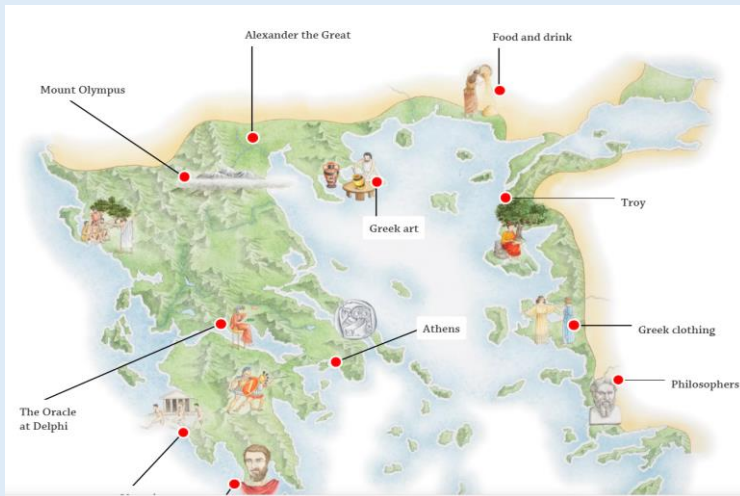 Alexander the Great
Food and drink
Mount Olympus
Troy
Greek art
Athens
Greek clothing
Philosophers
The Oracle
at Delphi